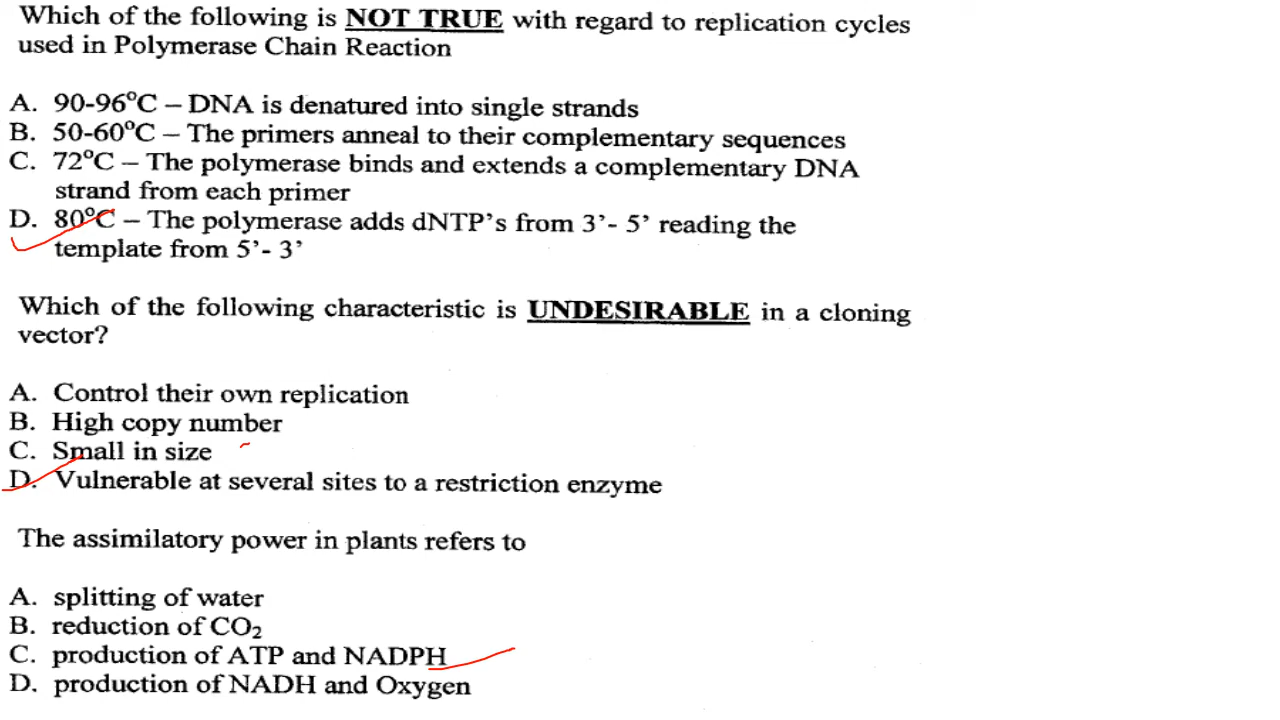 Which of the following is NOT TRUE with regard to replication cycles
used in Polymerase Chain Reaction
A. 90-96°C – DNA is denatured into single strands
B. 50-60°C – The primers anneal to their complementary sequences
C. 72°C – The polymerase binds and extends a complementary DNA
strand from each primer
D. 80°C – The polymerase adds dNTP's from 3'- 5' reading the
template from 5'- 3'
Which of the following characteristic is UNDESIRABLE in a cloning
vector?
A. Control their own replication
B. High copy number
C. Small in size
D. Vulnerable at several sites to a restriction enzyme
The assimilatory power in plants refers to
A. splitting of water
B. reduction of CO₂
C. production of ATP and NADPH
D. production of NADH and Oxygen